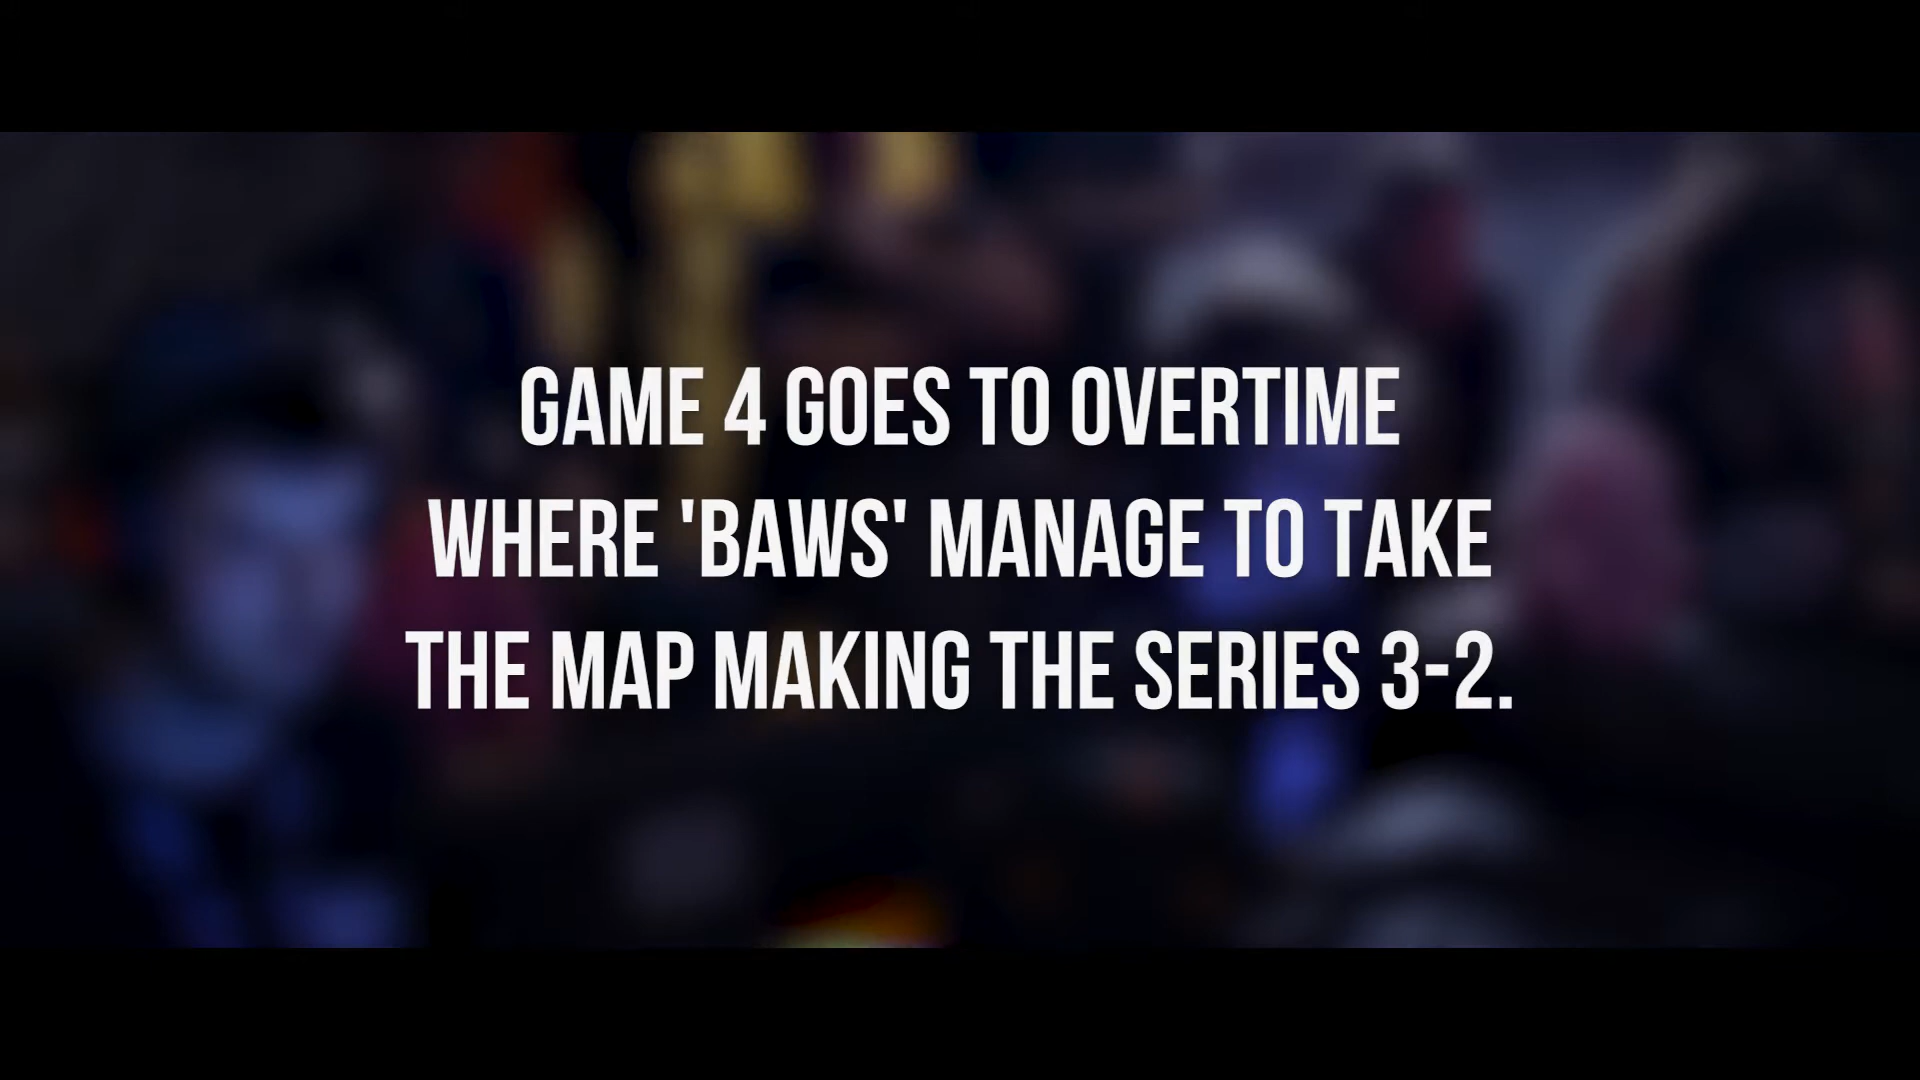 GAME 4 GOES TO OVERTIME
WHERE 'BAWS' MANAGE TO TAKE
THE MAP MAKING THE SERIES 3-2.